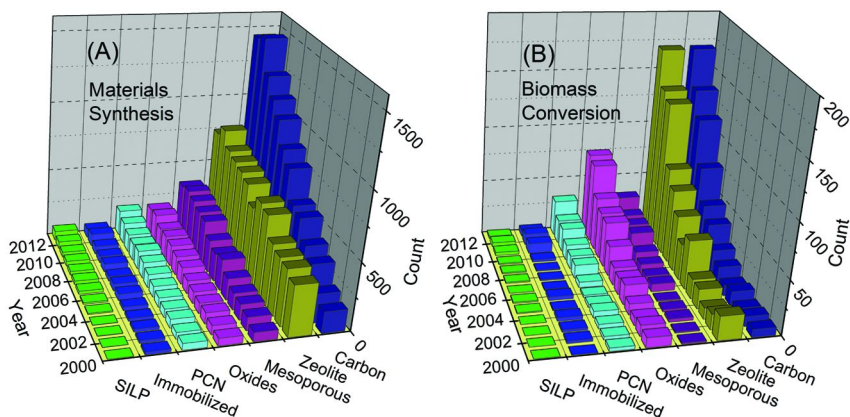 (A)
Materials
Synthesis
1500
1000
500
0
Count
2012
2010
2008
2006
2004
2002
2000
Year
SILP
Immobilized
PCN
Oxides
Mesoporous
Zeolite
Carbon
(B)
Biomass
Conversion
200
150
100
50
0
Count
2012
2010
2008
2006
2004
2002
2000
Year
SILP
Immobilized
PCN
Oxides
Mesoporous
Zeolite
Carbon